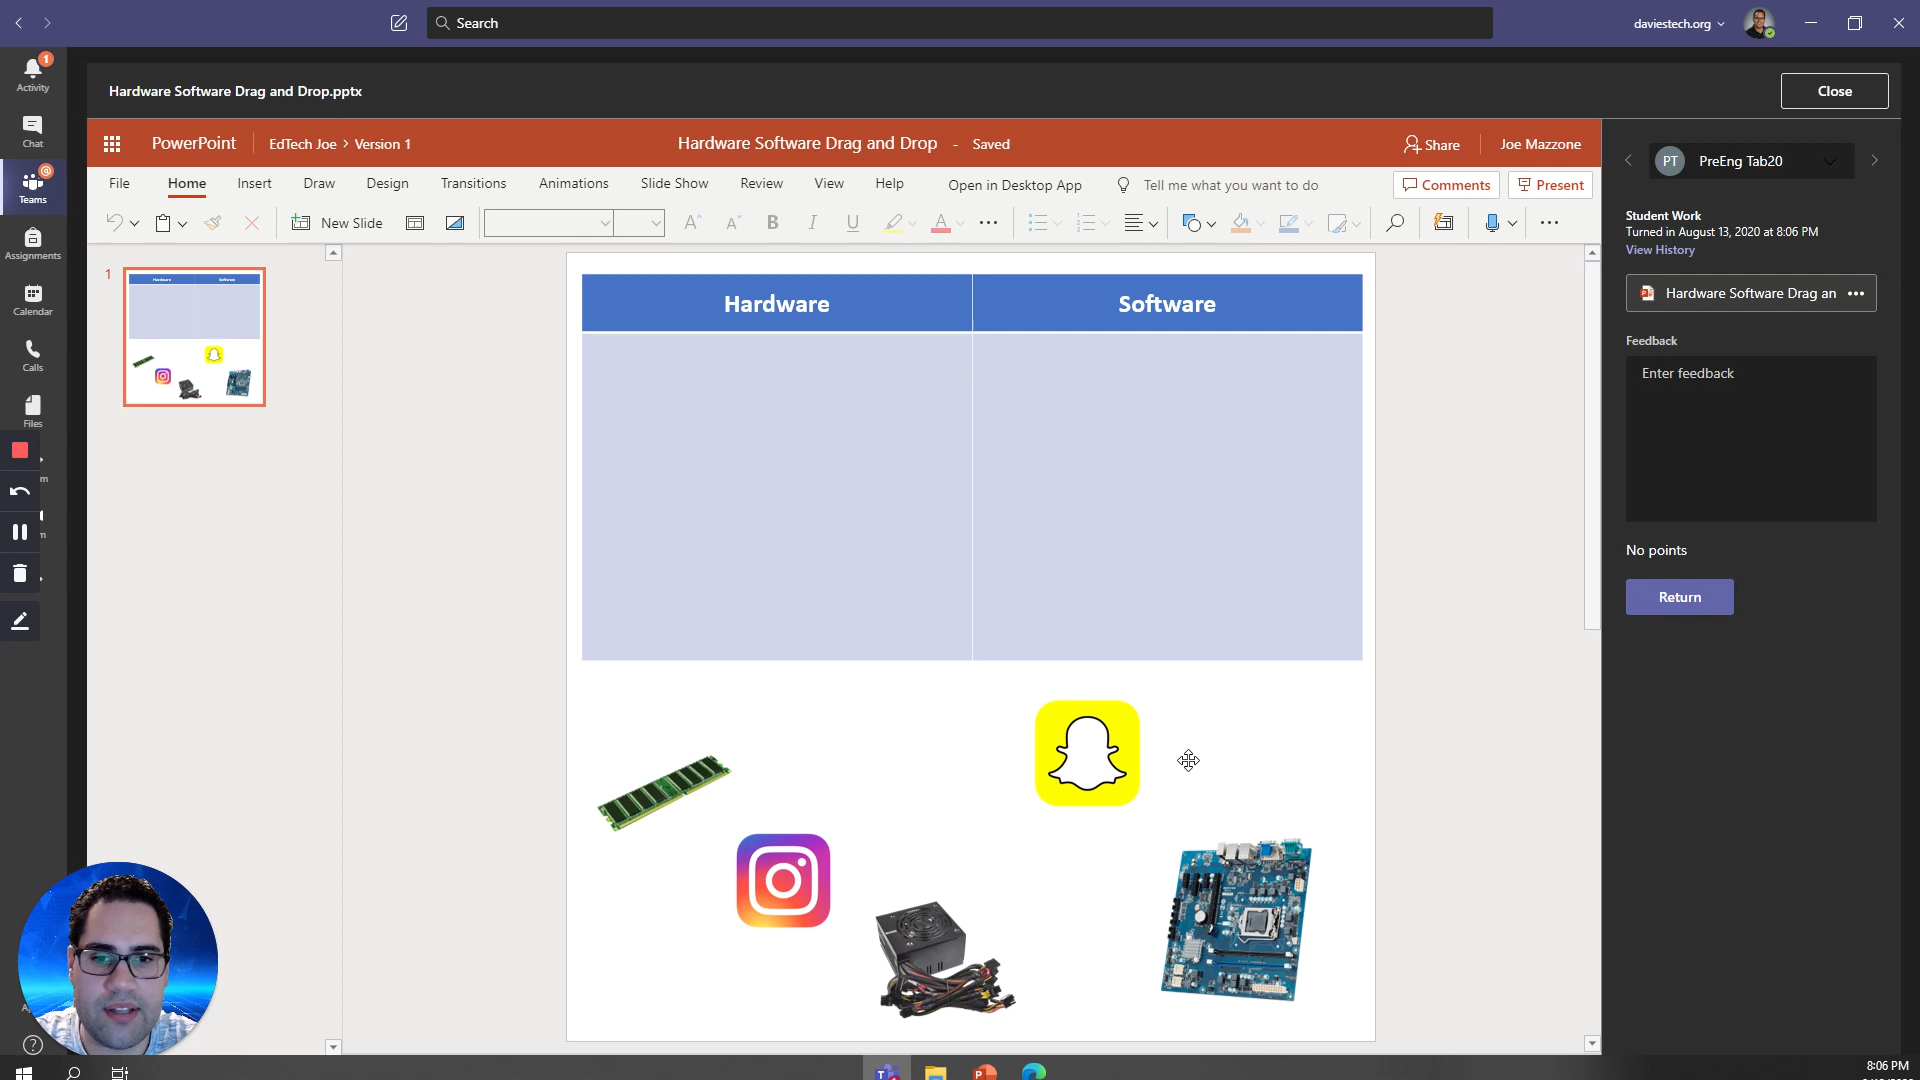 Search
daviestech.org
1
Activity
Chat
Teams
Assignments
Calendar
Calls
Files
Hardware Software Drag and Drop.pptx
Close
PowerPoint
EdTech Joe > Version 1
Hardware Software Drag and Drop - Saved
Share
Joe Mazzone
File
Home
Insert
Draw
Design
Transitions
Animations
Slide Show
Review
View
Help
Open in Desktop App
Tell me what you want to do
Comments
Present
New Slide
1
Hardware
Software
Hardware
Software
PT
PreEng Tab20
Student Work
Turned in August 13, 2020 at 8:06 PM
View History
Hardware Software Drag an
Feedback
Enter feedback
No points
Return
8:06 PM